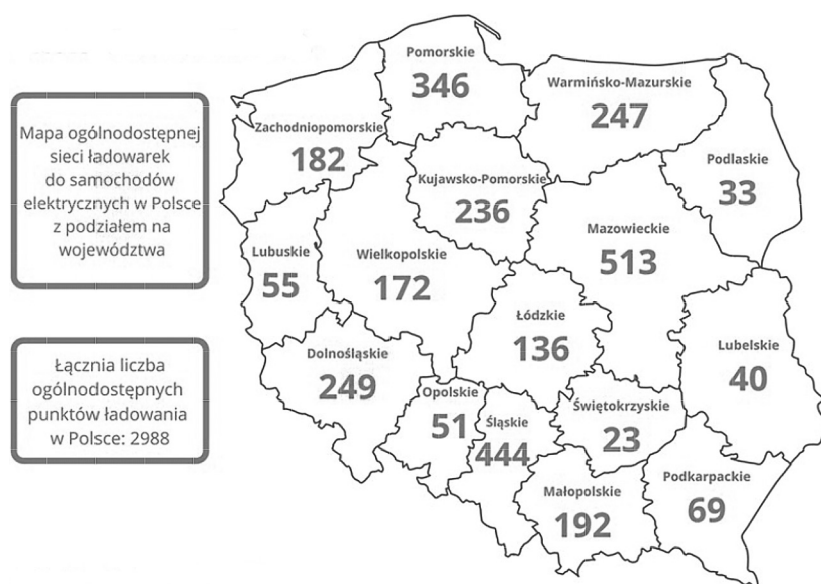 Mapa ogólnodostępnej
sieci ładowarek
do samochodów
elektrycznych w Polsce
z podziałem na
województwa
Łącznia liczba
ogólnodostępnych
punktów ładowania
w Polsce: 2988
Pomorskie
346
Warmińsko-Mazurskie
247
Zachodniopomorskie
182
Podlaskie
33
Kujawsko-Pomorskie
236
Mazowieckie
513
Lubuskie
55
Wielkopolskie
172
Łódzkie
136
Lubelskie
40
Dolnośląskie
249
Opolskie
51
Śląskie
444
Świętokrzyskie
23
Małopolskie
192
Podkarpackie
69